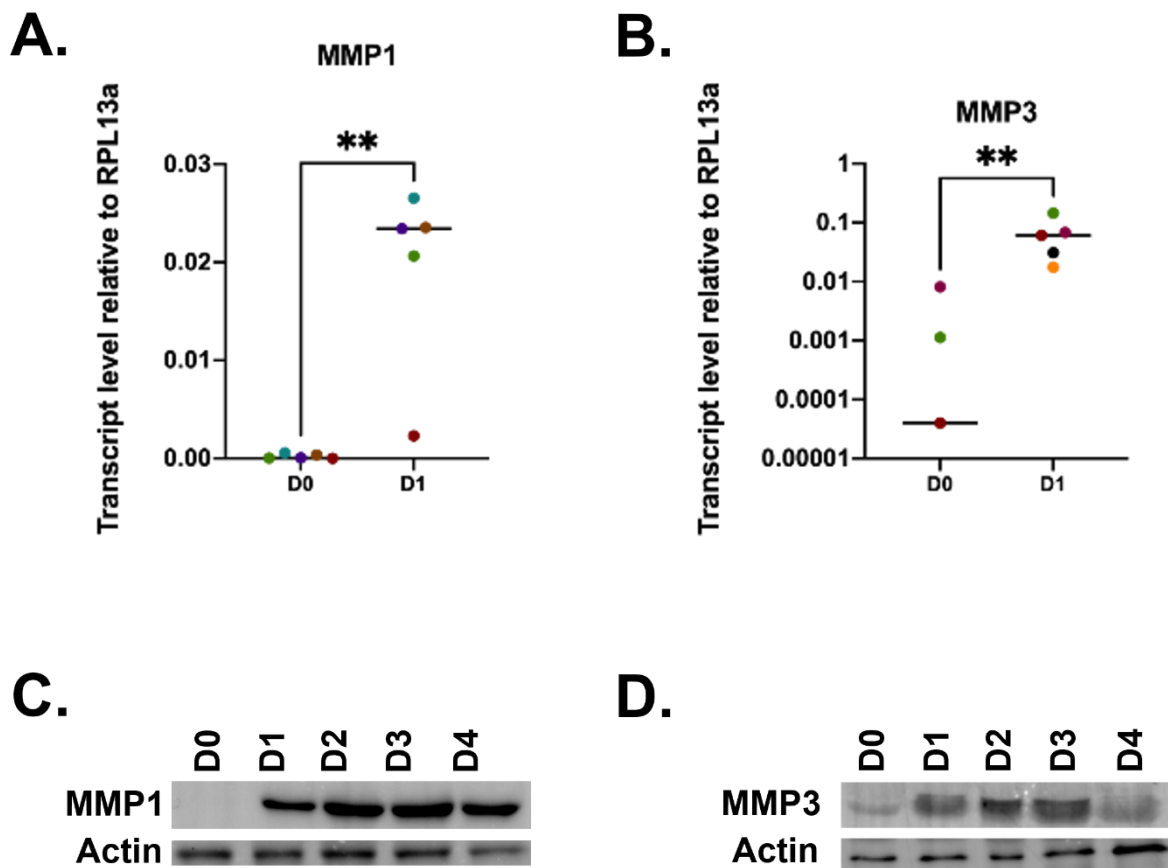 A.
MMP1
Transcript level relative to RPL13a
**
0.03
0.02
0.01
0.00
D0 D1
B.
MMP3
Transcript level relative to RPL13a
**
1
0.1
0.01
0.001
0.0001
0.00001
D0 D1
C.
D0 D1 D2 D3 D4
MMP1
Actin
D.
D0 D1 D2 D3 D4
MMP3
Actin